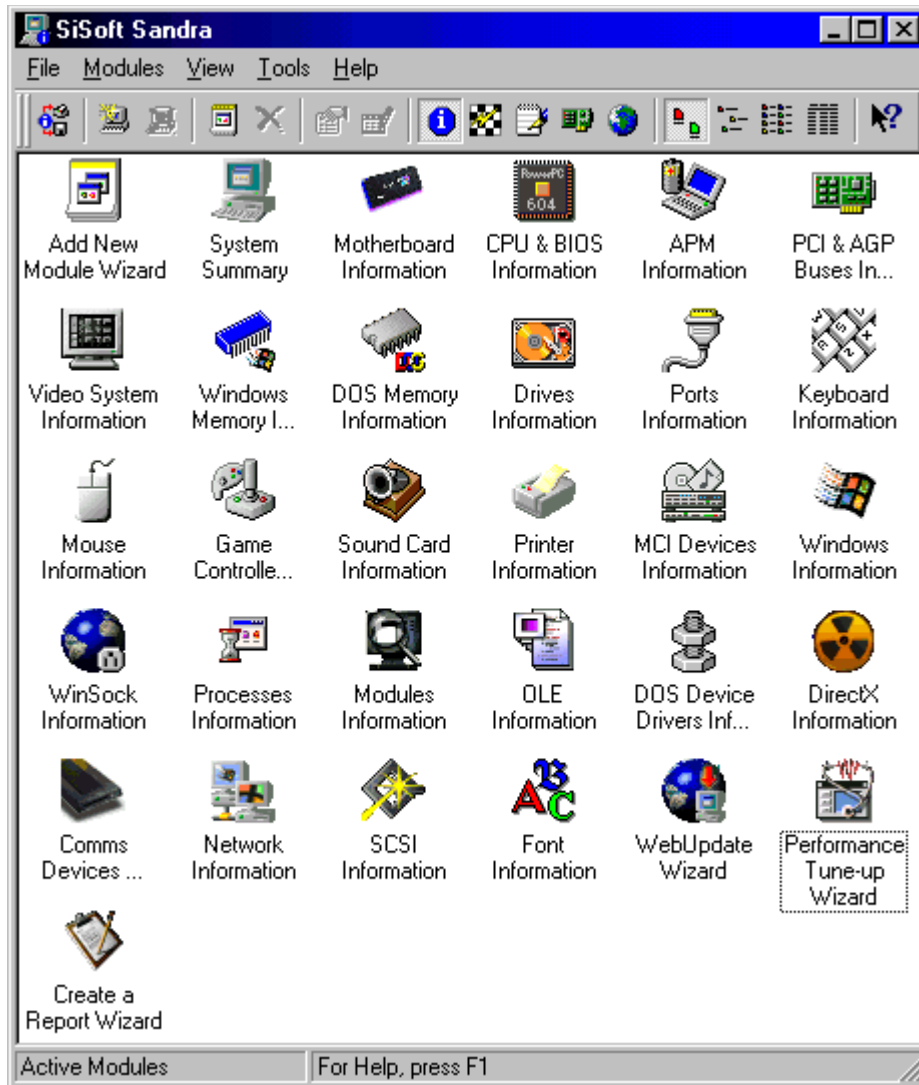 SiSoft Sandra
File Modules View Tools Help
PowerPC
604
Add New
Module Wizard
System
Summary
Motherboard
Information
CPU & BIOS
Information
APM
Information
PCI & AGP
Buses In...
Video System
Information
Windows
Memory I...
DOS Memory
Information
Drives
Information
Ports
Information
Keyboard
Information
Mouse
Information
Game
Controlle...
Sound Card
Information
Printer
Information
MCI Devices
Information
Windows
Information
WinSock
Information
Processes
Information
Modules
Information
OLE
Information
DOS Device
Drivers Inf...
DirectX
Information
Comms
Devices ...
Network
Information
SCSI
Information
ABC
Font
Information
WebUpdate
Wizard
Performance
Tune-up
Wizard
Create a
Report Wizard
Active Modules
For Help, press F1